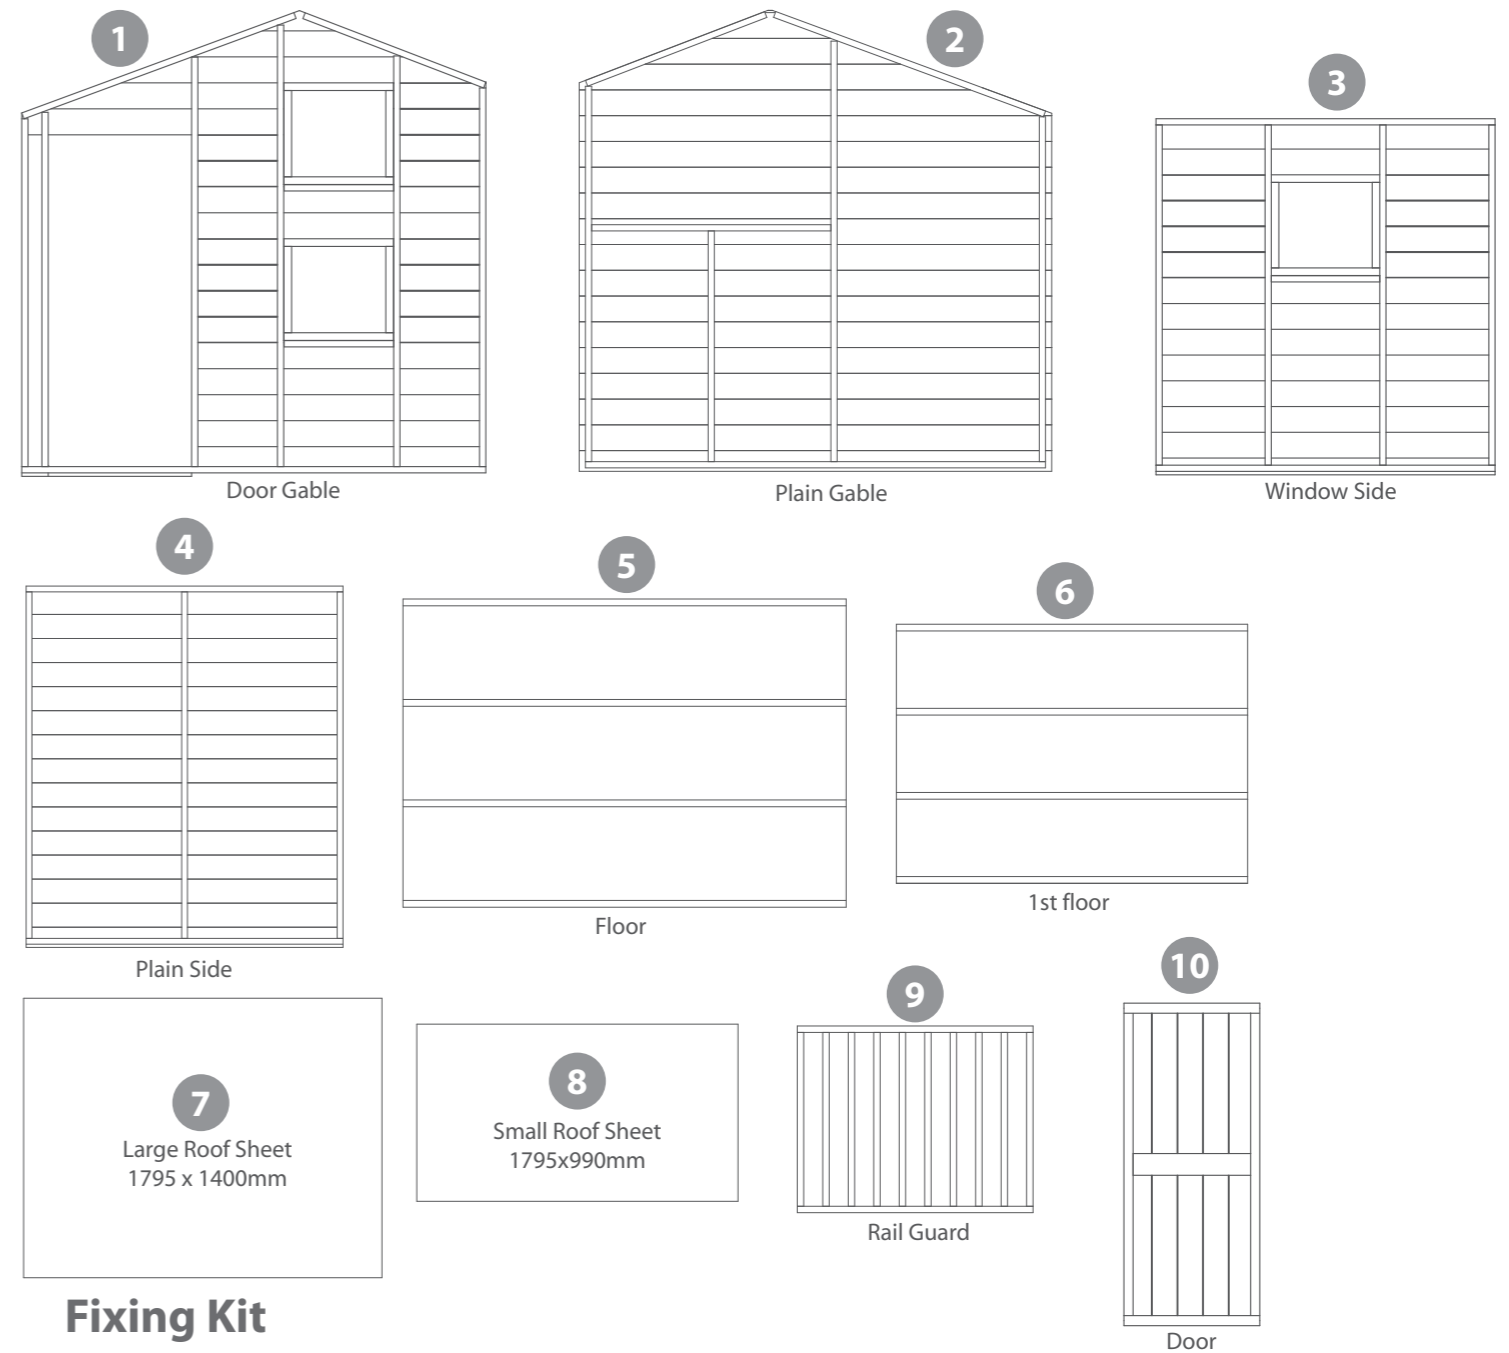 1
Door Gable
2
Plain Gable
3
Window Side
4
Plain Side
5
Floor
6
1st floor
7
Large Roof Sheet
1795 x 1400mm
8
Small Roof Sheet
1795x990mm
9
Rail Guard
10
Door
Fixing Kit